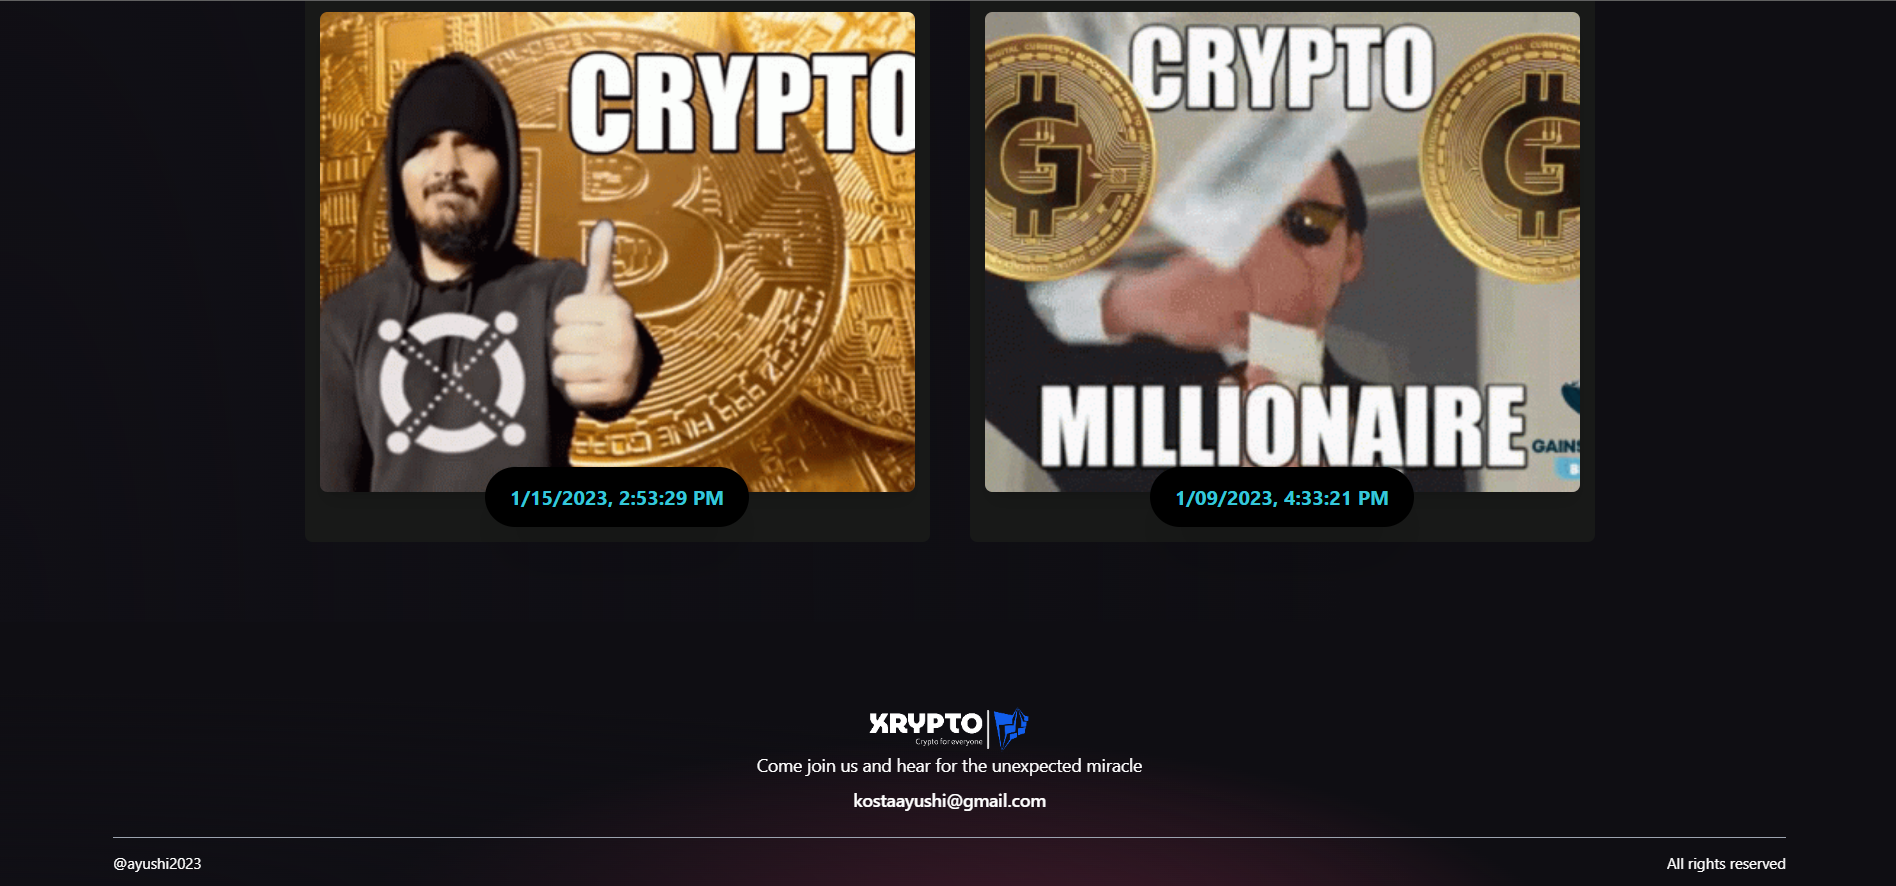 CRYPTO
1/15/2023, 2:53:29 PM
CRYPTO
MILLIONAIRE
GAINS
1/09/2023, 4:33:21 PM
XRYPTO
Crypto for everyone
Come join us and hear for the unexpected miracle
kostaayushi@gmail.com
@ayushi2023
All rights reserved